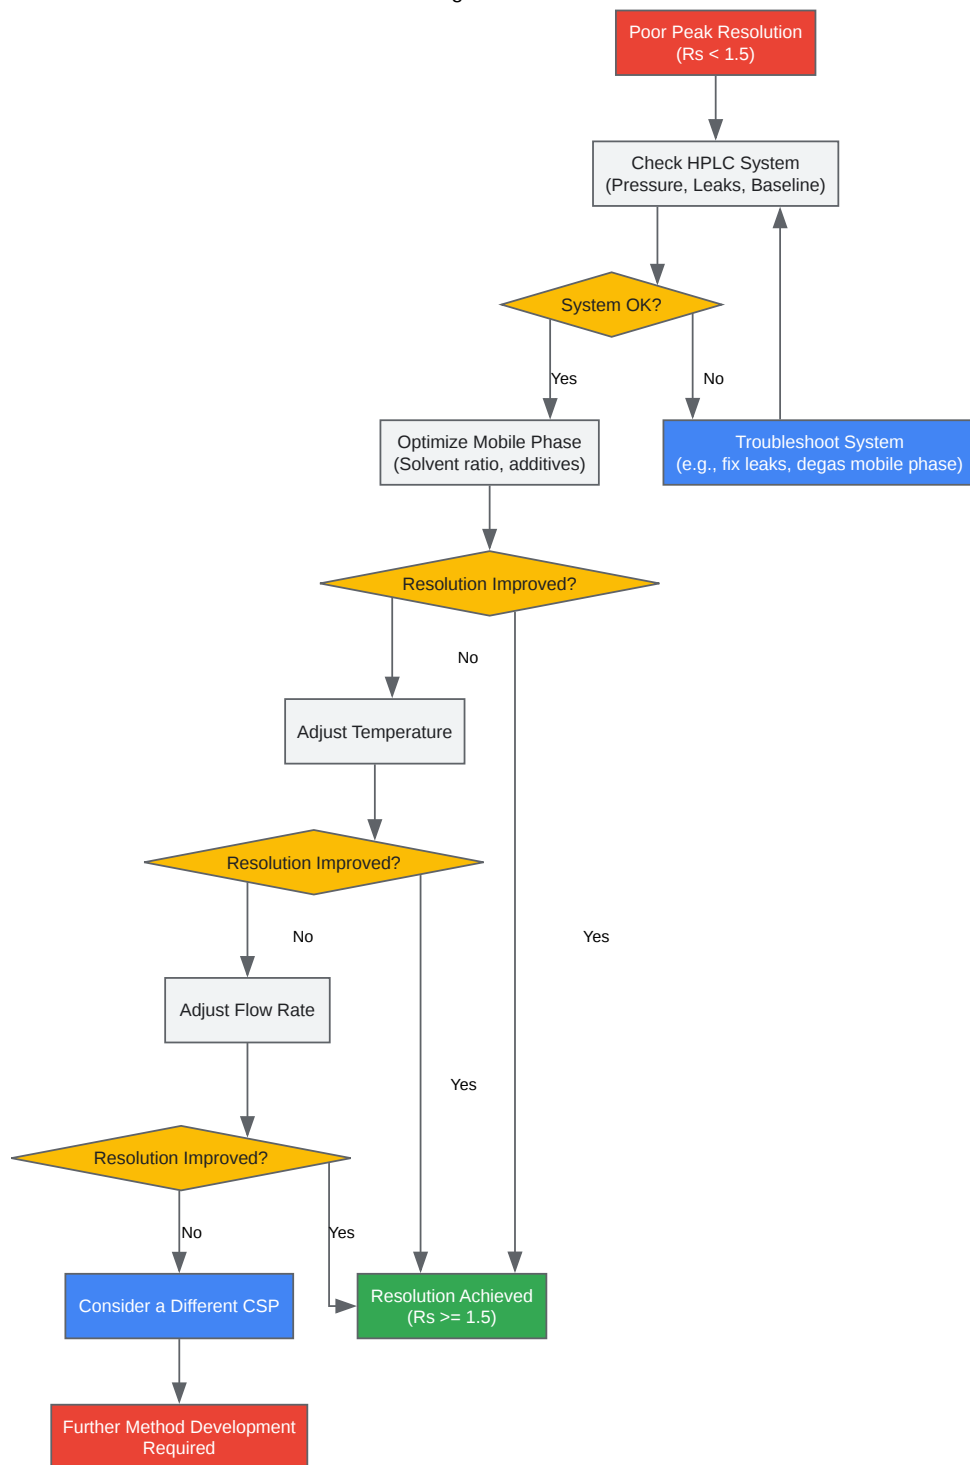 Poor Peak Resolution
(Rs < 1.5)
Check HPLC System
(Pressure, Leaks, Baseline)
System OK?
Yes
No
Optimize Mobile Phase
(Solvent ratio, additives)
Troubleshoot System
(e.g., fix leaks, degas mobile phase)
Resolution Improved?
No
Adjust Temperature
Resolution Improved?
No
Yes
Adjust Flow Rate
Yes
Resolution Improved?
No
Yes
Consider a Different CSP
Resolution Achieved
(Rs >= 1.5)
Further Method Development
Required